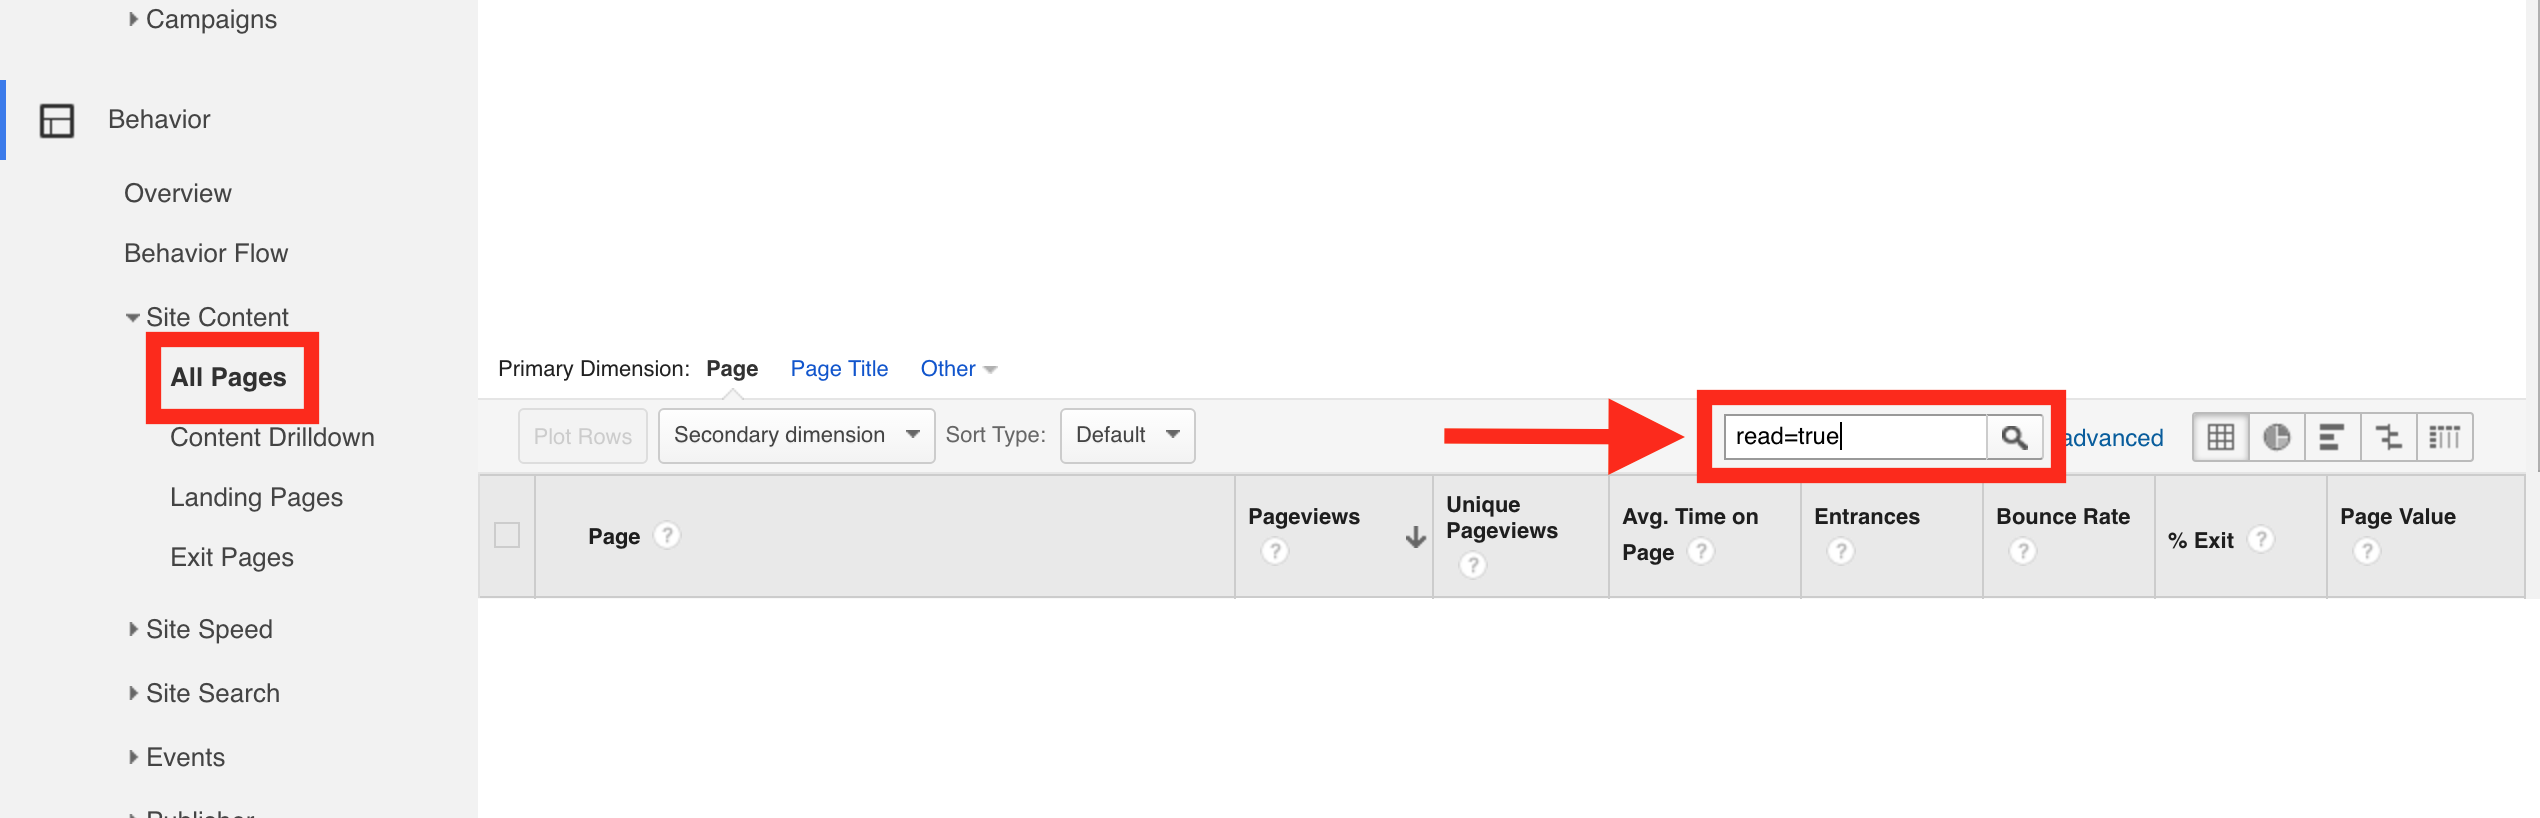 Campaigns
Behavior
Overview
Behavior Flow
Site Content
All Pages
Content Drilldown
Landing Pages
Exit Pages
Site Speed
Site Search
Events
Publisher
Primary Dimension: Page Page Title Other
Plot Rows Secondary dimension Sort Type: Default read=true advanced
Page ? Pageviews ? Unique Pageviews ? Avg. Time on Page ? Entrances ? Bounce Rate ? % Exit ? Page Value ?